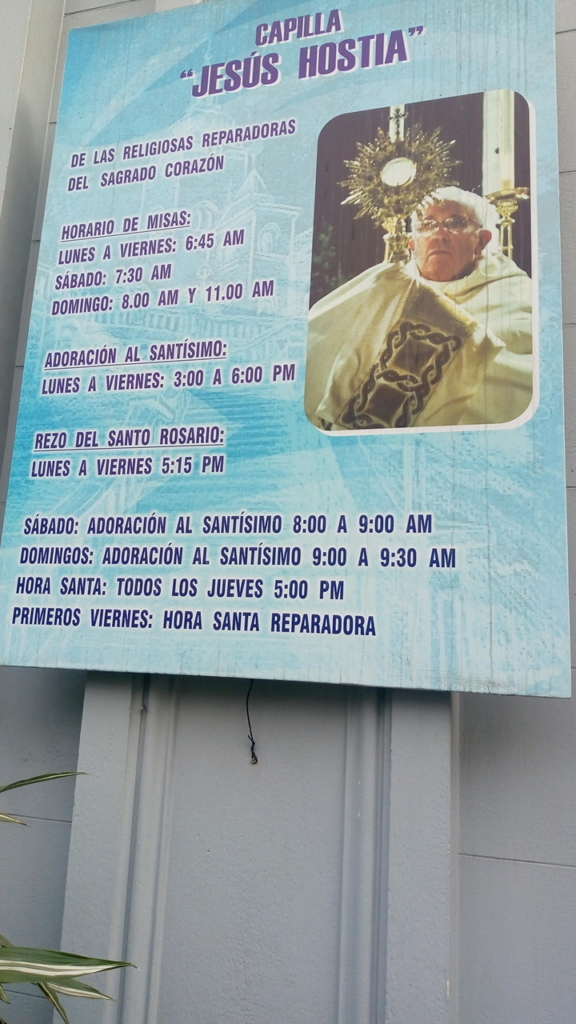 CAPILLA
"JESÚS HOSTIA"
DE LAS RELIGIOSAS REPARADORAS
DEL SAGRADO CORAZÓN
HORARIO DE MISAS:
LUNES A VIERNES: 6:45 AM
SÁBADO: 7:30 AM
DOMINGO: 8.00 AM Y 11.00 AM
ADORACIÓN AL SANTÍSIMO:
LUNES A VIERNES: 3:00 A 6:00 PM
REZO DEL SANTO ROSARIO:
LUNES A VIERNES 5:15 PM
SÁBADO: ADORACIÓN AL SANTÍSIMO 8:00 A 9:00 AM
DOMINGOS: ADORACIÓN AL SANTÍSIMO 9:00 A 9:30 AM
HORA SANTA: TODOS LOS JUEVES 5:00 PM
PRIMEROS VIERNES: HORA SANTA REPARADORA